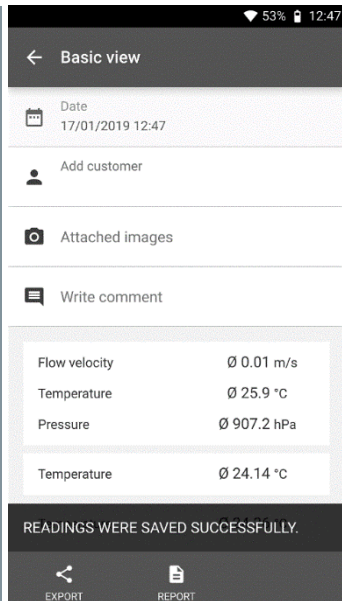 53% 12:47
Basic view
Date
17/01/2019 12:47
Add customer
Attached images
Write comment
Flow velocity Ø 0.01 m/s
Temperature Ø 25.9 °C
Pressure Ø 907.2 hPa
Temperature Ø 24.14 °C
READINGS WERE SAVED SUCCESSFULLY.
EXPORT REPORT